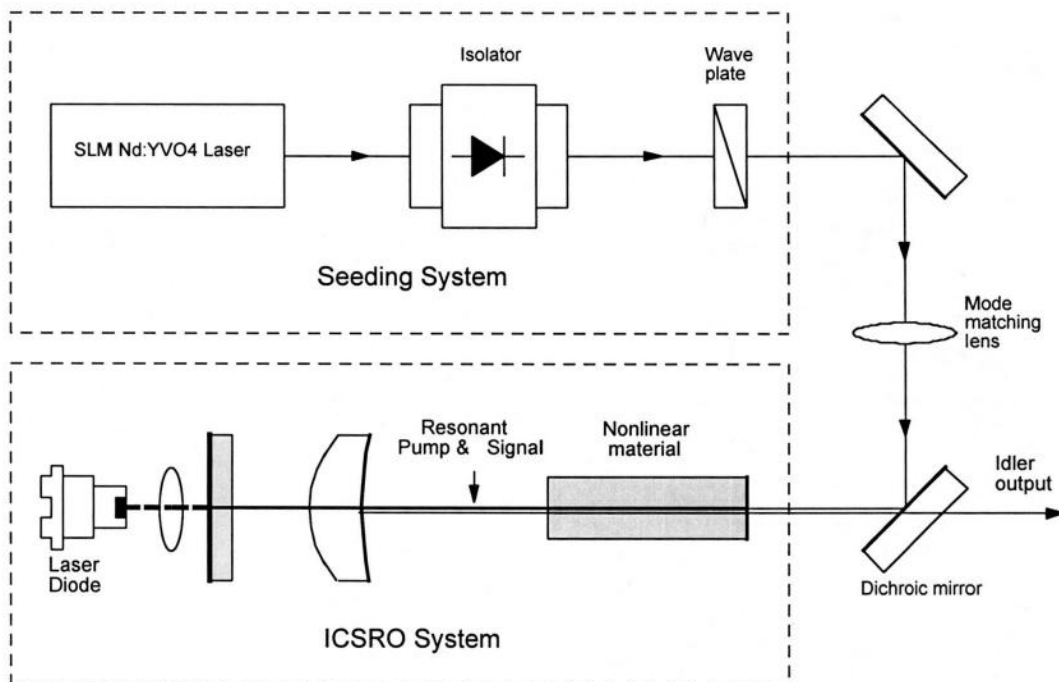 Isolator
Wave
plate
SLM Nd:YVO4 Laser
Seeding System
Mode
matching
lens
Resonant
Pump & Signal
Nonlinear
material
Idler
output
Laser
Diode
Dichroic mirror
ICSRO System